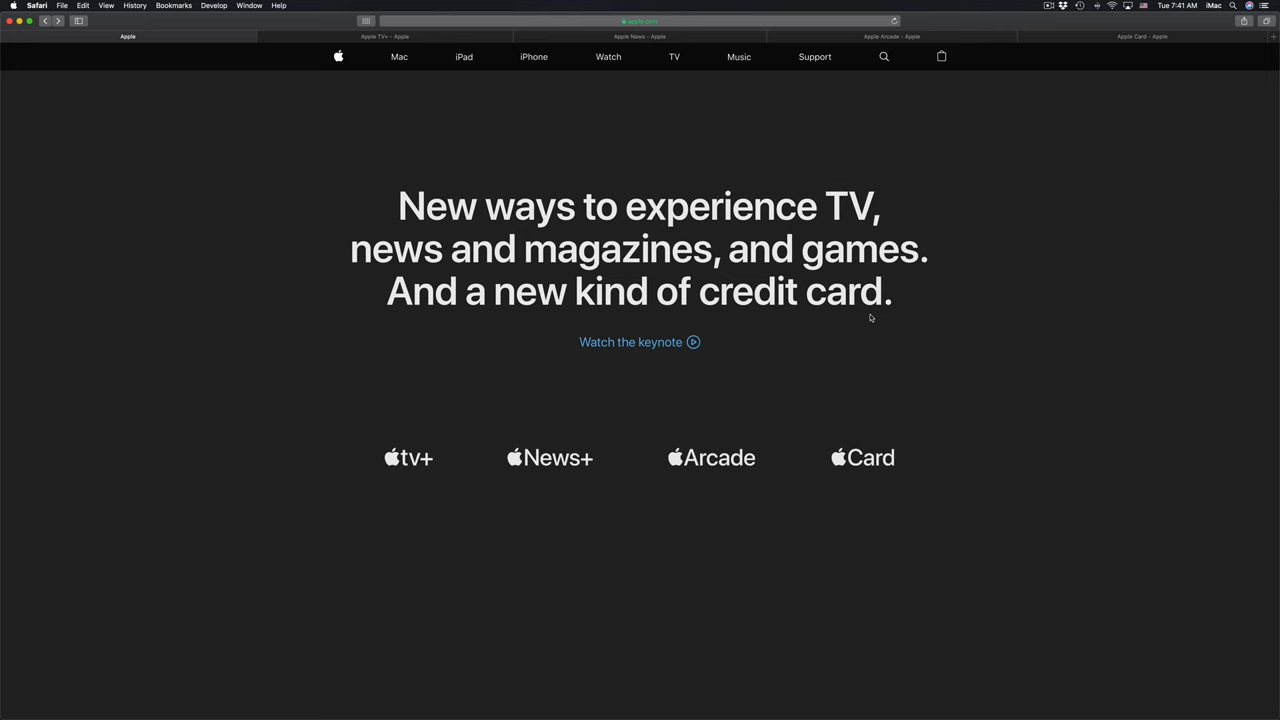 Safari File Edit View History Bookmarks Develop Window Help Tue 7:41 AM iMac
apple.com
Apple Apple TV+ - Apple Apple News - Apple Apple Arcade - Apple Apple Card - Apple
Mac iPad iPhone Watch TV Music Support
New ways to experience TV,
news and magazines, and games.
And a new kind of credit card.
Watch the keynote
tv+ News+ Arcade Card